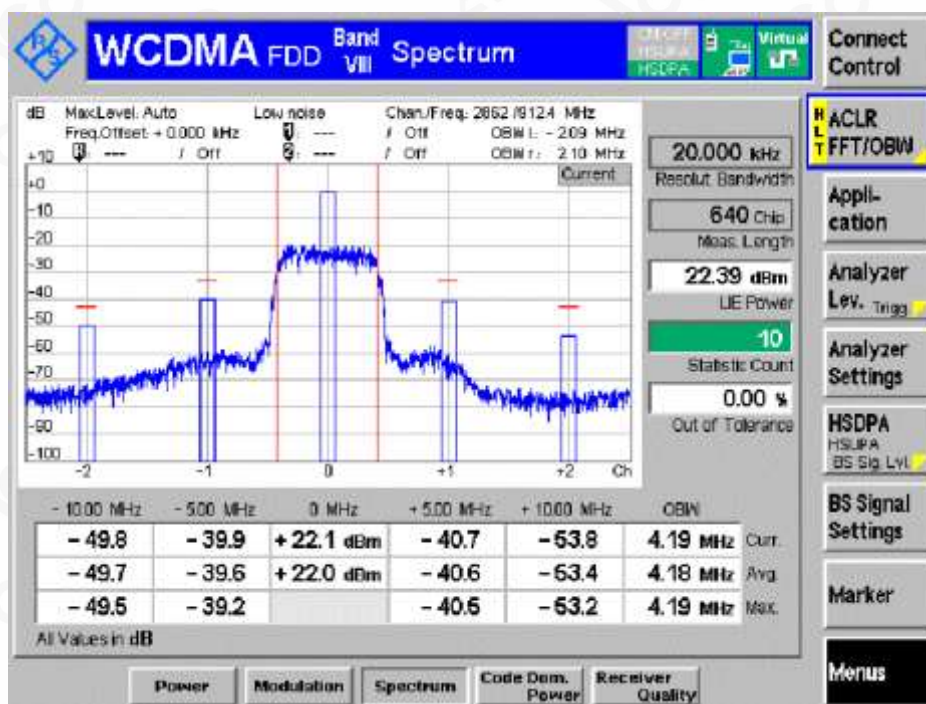 WCDMA FDD Band VIII Spectrum
HSDPA
Virtual
Connect Control
dB Max.Level: Auto Low noise Chan./Freq.: 2862 /912.4 MHz
Freq.Offset: + 0.000 kHz --- / Off OBW l: - 2.09 MHz
--- / Off --- / Off OBW r: 2.10 MHz
Current
+10
+0
-10
-20
-30
-40
-50
-60
-70
-90
-100
-2 -1 0 +1 +2 Ch
20.000 kHz
Resolut. Bandwidth
640 Chip
Meas. Length
22.39 dBm
UE Power
10
Statistic Count
0.00 %
Out of Tolerance
- 10.00 MHz - 5.00 MHz 0 MHz + 5.00 MHz + 10.00 MHz OBW
- 49.8 - 39.9 + 22.1 dBm - 40.7 - 53.8 4.19 MHz Curr.
- 49.7 - 39.6 + 22.0 dBm - 40.6 - 53.4 4.18 MHz Avg.
- 49.5 - 39.2 - 40.5 - 53.2 4.19 MHz Max.
All Values in dB
HLT
ACLR
FFT/OBW
Appli-
cation
Analyzer
Lev. Trigg
Analyzer
Settings
HSDPA
HSUPA
BS Sig. Lvl.
BS Signal
Settings
Marker
Menus
Power
Modulation
Spectrum
Code Dom.
Power
Receiver
Quality